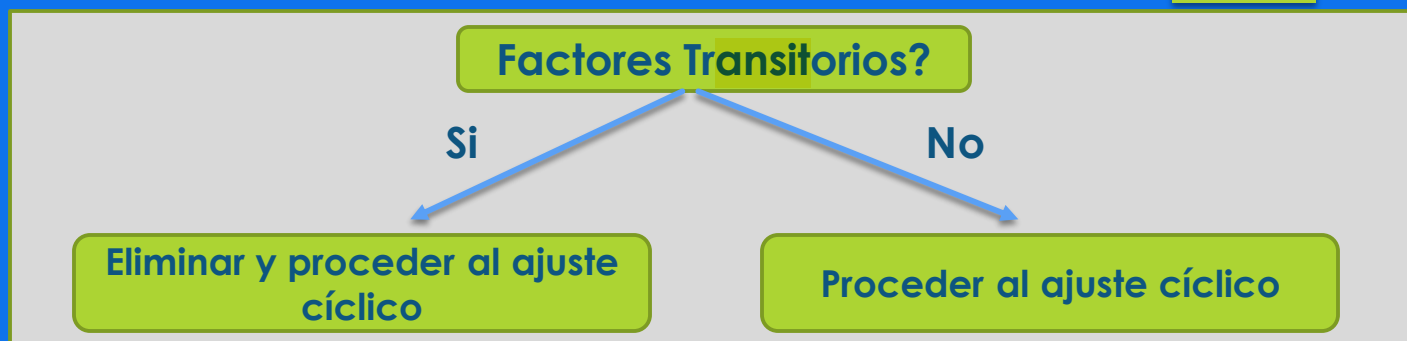 Factores Transitorios?
Si
No
Eliminar y proceder al ajuste
cíclico
Proceder al ajuste cíclico